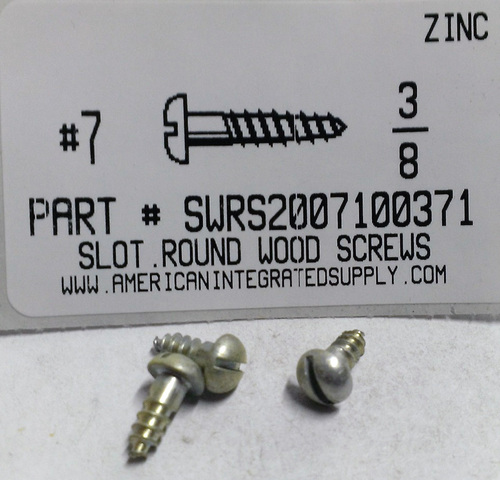 ZINC
#7 3/8
PART # SWRS2007100371
SLOT.ROUND WOOD SCREWS
WWW.AMERICANINTEGRATEDSUPPLY.COM